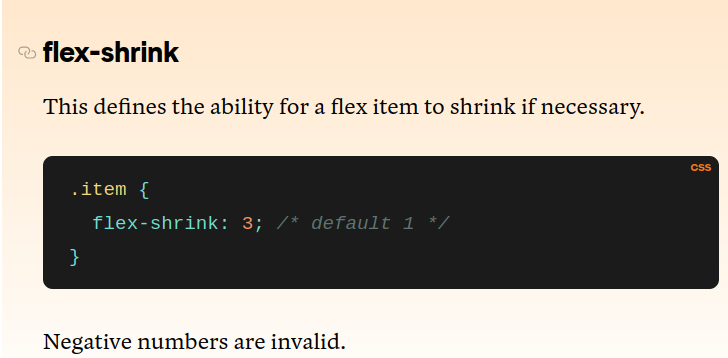 flex-shrink
This defines the ability for a flex item to shrink if necessary.
css
.item {
  flex-shrink: 3; /* default 1 */
}
Negative numbers are invalid.